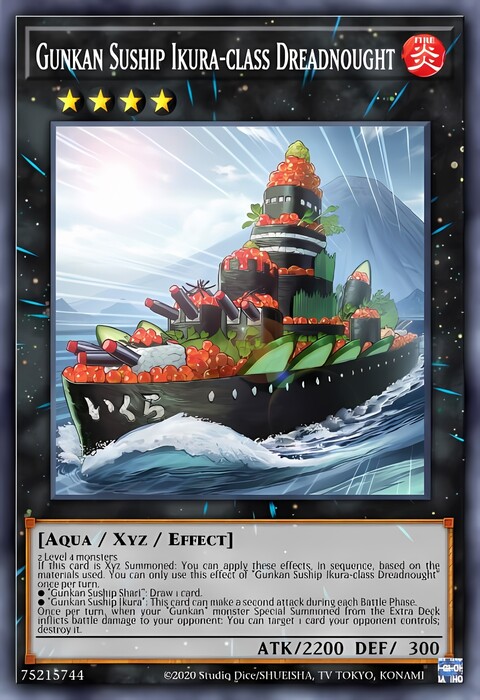 Gunkan Suship Ikura-class Dreadnought
FIRE
炎
いくら
[Aqua / Xyz / Effect]
2 Level 4 monsters
If this card is Xyz Summoned: You can apply these effects, in sequence, based on the
materials used. You can only use this effect of "Gunkan Suship Ikura-class Dreadnought"
once per turn.
● "Gunkan Suship Shari": Draw 1 card.
● "Gunkan Suship Ikura": This card can make a second attack during each Battle Phase.
Once per turn, when your "Gunkan" monster Special Summoned from the Extra Deck
inflicts battle damage to your opponent: You can target 1 card your opponent controls;
destroy it.
ATK/2200 DEF/ 300
75215744
©2020 Studio Dice/SHUEISHA, TV TOKYO, KONAMI